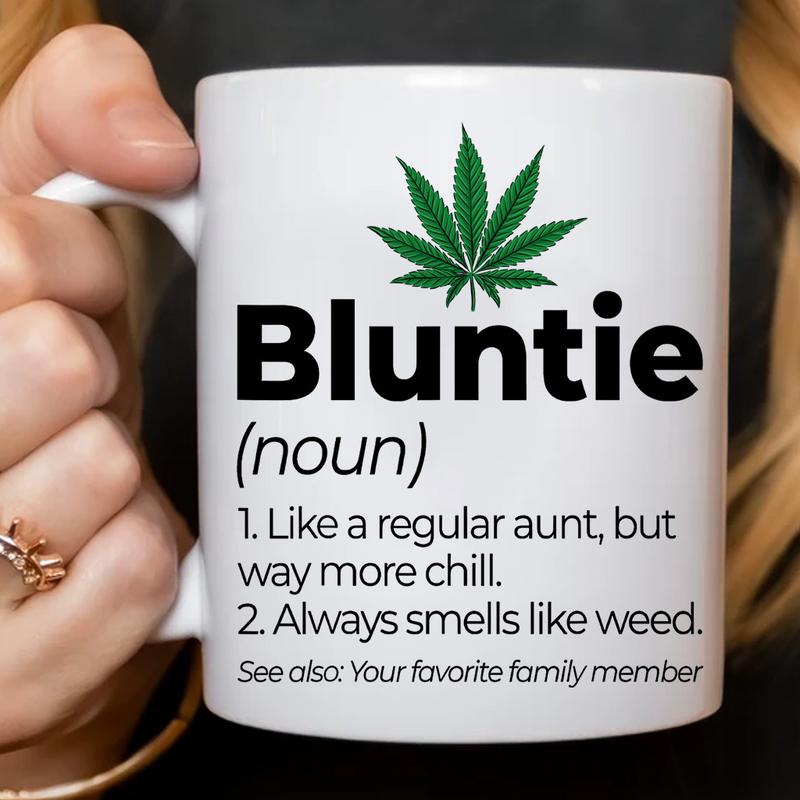 Bluntie
(noun)
1. Like a regular aunt, but
way more chill.
2. Always smells like weed.
See also: Your favorite family member